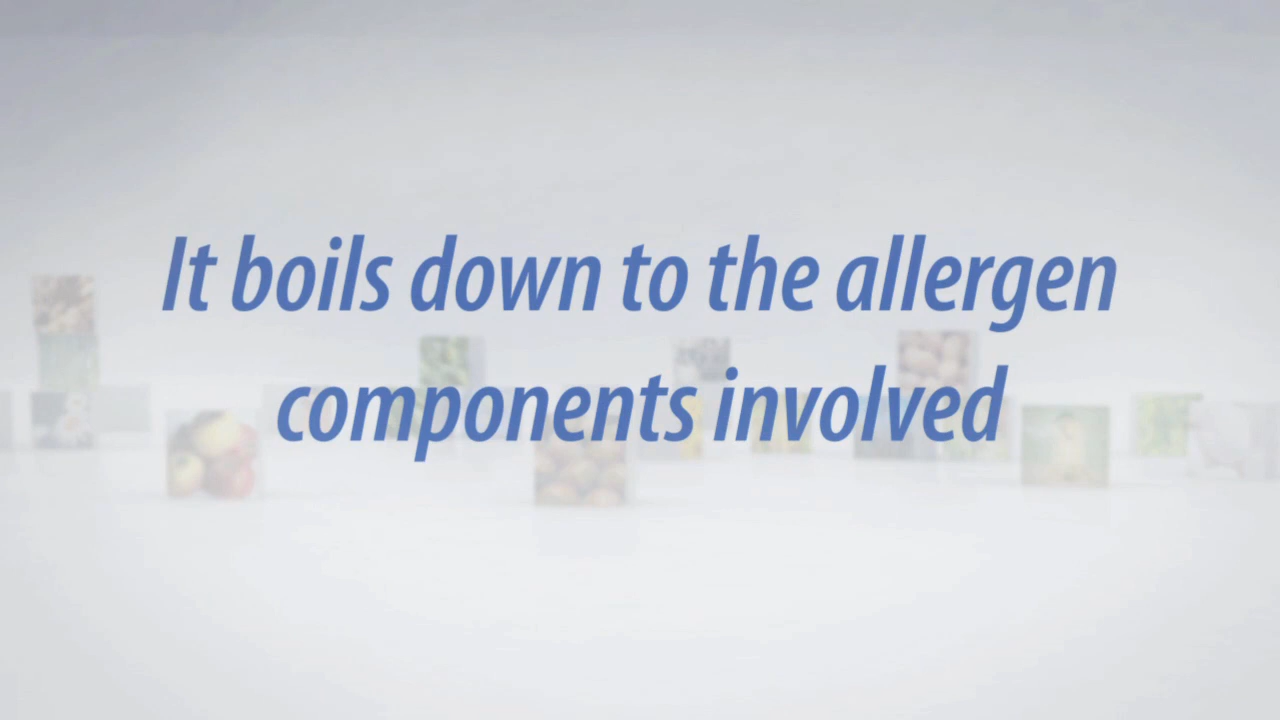 It boils down to the allergen
components involved